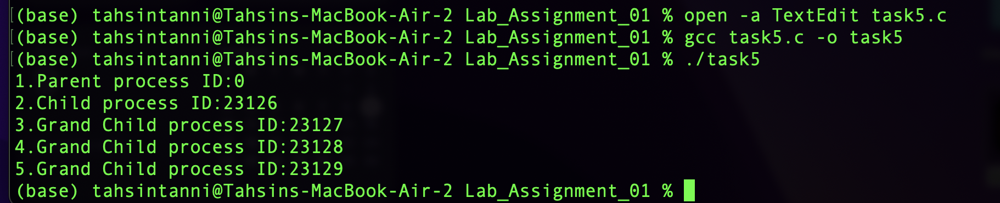 (base) tahsintanni@Tahsins-MacBook-Air-2 Lab_Assignment_01 % open -a TextEdit task5.c
(base) tahsintanni@Tahsins-MacBook-Air-2 Lab_Assignment_01 % gcc task5.c -o task5
(base) tahsintanni@Tahsins-MacBook-Air-2 Lab_Assignment_01 % ./task5
1.Parent process ID:0
2.Child process ID:23126
3.Grand Child process ID:23127
4.Grand Child process ID:23128
5.Grand Child process ID:23129
(base) tahsintanni@Tahsins-MacBook-Air-2 Lab_Assignment_01 %